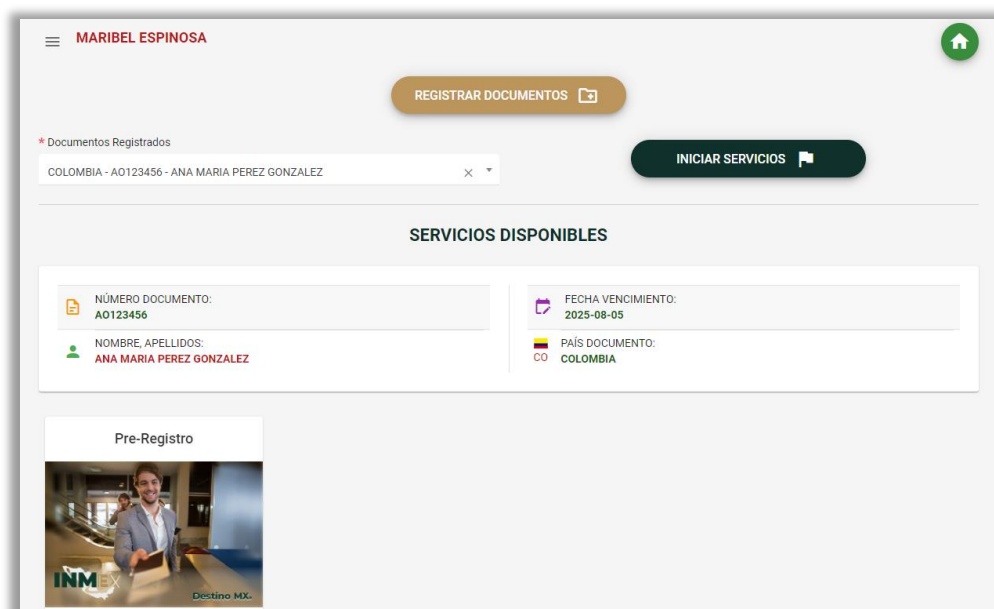 MARIBEL ESPINOSA
REGISTRAR DOCUMENTOS
* Documentos Registrados
COLOMBIA - AO123456 - ANA MARIA PEREZ GONZALEZ
INICIAR SERVICIOS
SERVICIOS DISPONIBLES
NÚMERO DOCUMENTO:
AO123456
FECHA VENCIMIENTO:
2025-08-05
NOMBRE, APELLIDOS:
ANA MARIA PEREZ GONZALEZ
PAÍS DOCUMENTO:
CO COLOMBIA
Pre-Registro
INMEX
Destino MX.